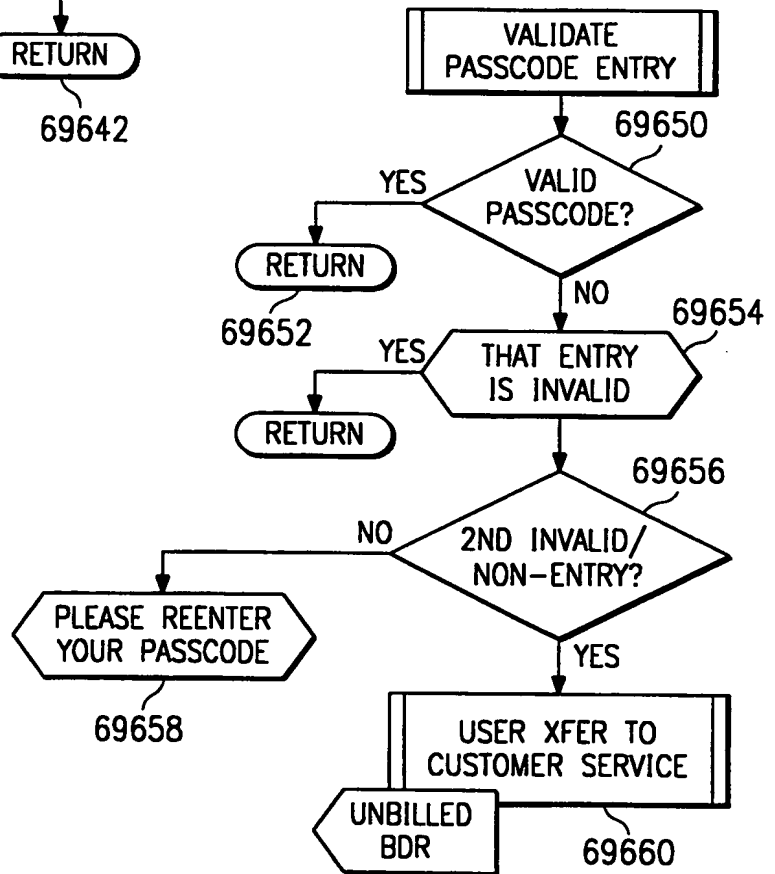 RETURN
69642
VALIDATE
PASSCODE ENTRY
69650
VALID
PASSCODE?
YES
RETURN
69652
NO
69654
THAT ENTRY
IS INVALID
YES
RETURN
69656
2ND INVALID/
NON-ENTRY?
NO
PLEASE REENTER
YOUR PASSCODE
69658
YES
USER XFER TO
CUSTOMER SERVICE
UNBILLED
BDR
69660